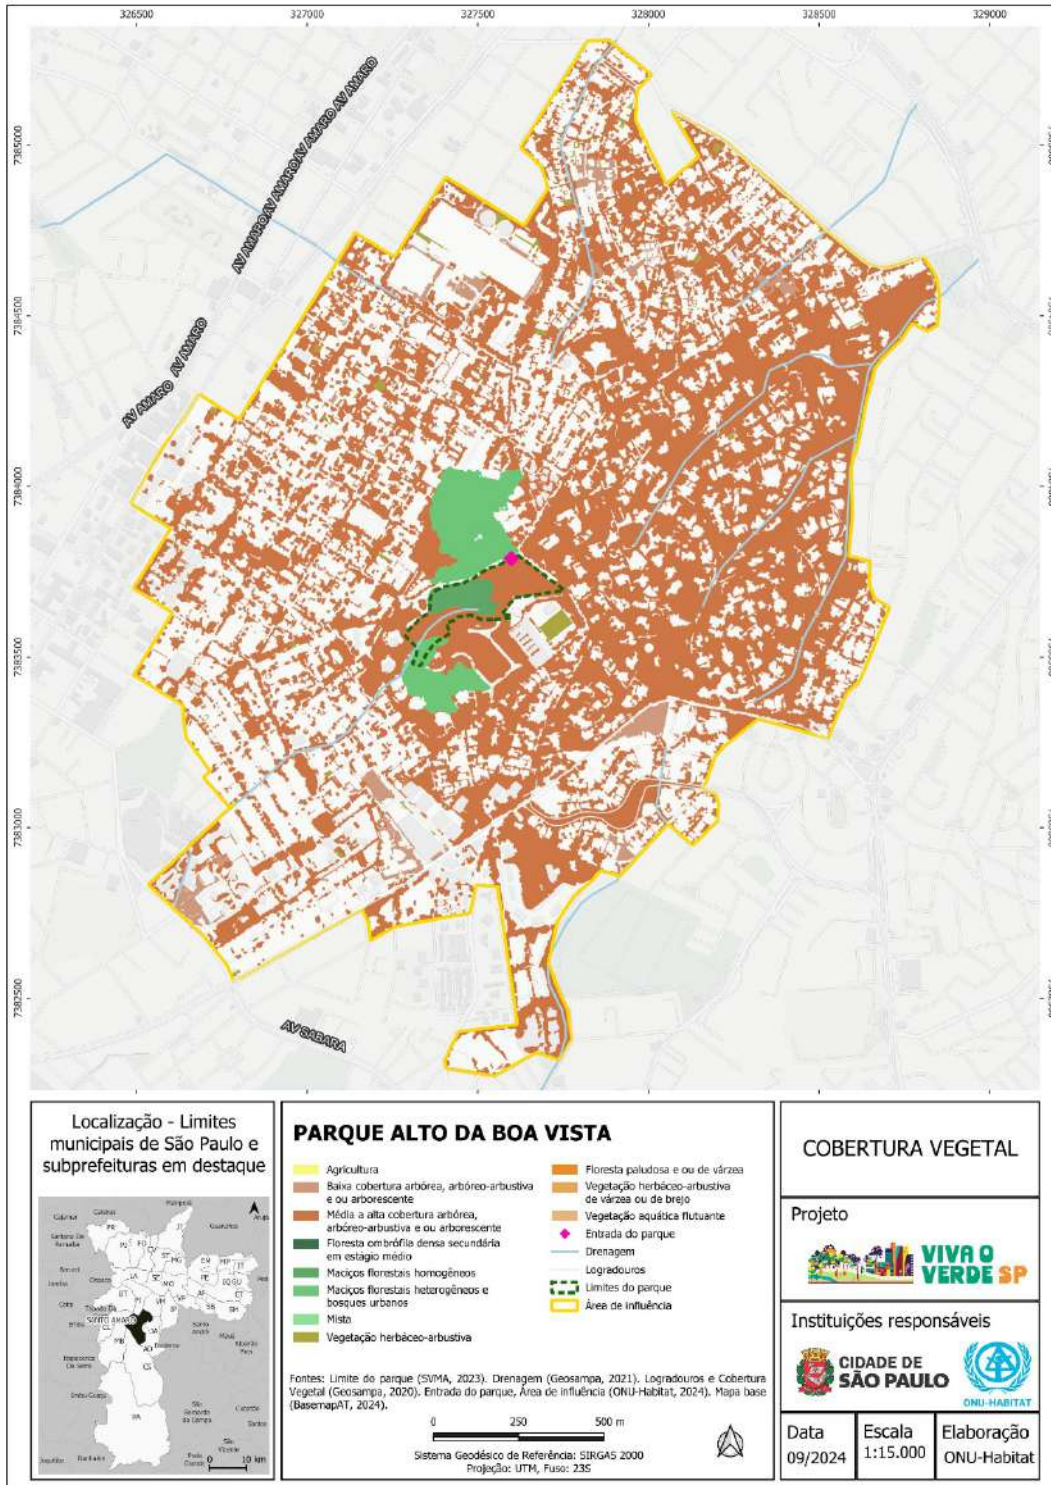 326500 327000 327500 328000 328500 329000
7385000
7384500
7384000
7383500
7383000
7382500
AV AMARO AV AMARO AV AMARO AV AMARO
AV AMARO AV AMARO
AV SABARA
Localização - Limites
municipais de São Paulo e
subprefeituras em destaque
SANTO AMARO
0 10 km
PARQUE ALTO DA BOA VISTA
Agricultura
Baixa cobertura arbórea, arbóreo-arbustiva
e ou arborescente
Média a alta cobertura arbórea,
arbóreo-arbustiva e ou arborescente
Floresta ombrófila densa secundária
em estágio médio
Maciços florestais homogêneos
Maciços florestais heterogêneos e
bosques urbanos
Mista
Vegetação herbáceo-arbustiva
Floresta paludosa e ou de várzea
Vegetação herbáceo-arbustiva
de várzea ou de brejo
Vegetação aquática flutuante
Entrada do parque
Drenagem
Logradouros
Limites do parque
Área de influência
Fontes: Limite do parque (SVMA, 2023). Drenagem (Geosampa, 2021). Logradouros e Cobertura
Vegetal (Geosampa, 2020). Entrada do parque, Área de influência (ONU-Habitat, 2024). Mapa base
(BasemapAT, 2024).
0 250 500 m
Sistema Geodésico de Referência: SIRGAS 2000
Projeção: UTM, Fuso: 23S
COBERTURA VEGETAL
Projeto
VIVA O
VERDE SP
Instituições responsáveis
CIDADE DE
SÃO PAULO
ONU-HABITAT
Data
09/2024
Escala
1:15.000
Elaboração
ONU-Habitat